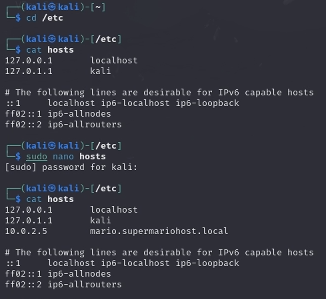 ┌──(kali㉿kali)-[~]
└─$ cd /etc
┌──(kali㉿kali)-[/etc]
└─$ cat hosts
127.0.0.1 localhost
127.0.1.1 kali
# The following lines are desirable for IPv6 capable hosts
::1 localhost ip6-localhost ip6-loopback
ff02::1 ip6-allnodes
ff02::2 ip6-allrouters
┌──(kali㉿kali)-[/etc]
└─$ sudo nano hosts
[sudo] password for kali:
┌──(kali㉿kali)-[/etc]
└─$ cat hosts
127.0.0.1 localhost
127.0.1.1 kali
10.0.2.5 mario.supermariohost.local
# The following lines are desirable for IPv6 capable hosts
::1 localhost ip6-localhost ip6-loopback
ff02::1 ip6-allnodes
ff02::2 ip6-allrouters